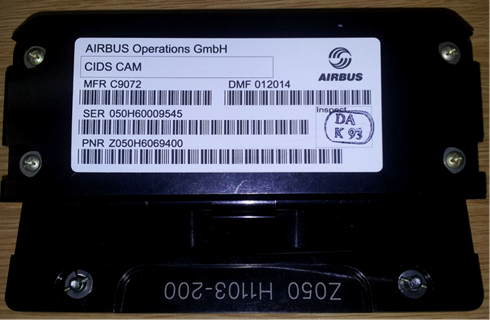 AIRBUS Operations GmbH
CIDS CAM
AIRBUS
MFR C9072 DMF 012014
SER 050H60009545
Inspect
DA
K 93
PNR Z050H6069400
Z050 H1103-200